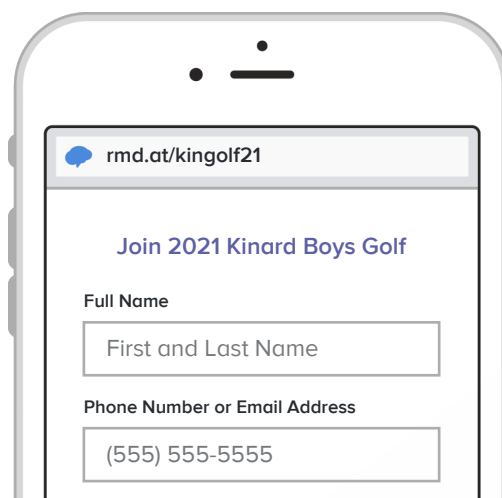 rmd.at/kingolf21
Join 2021 Kinard Boys Golf
Full Name
First and Last Name
Phone Number or Email Address
(555) 555-5555